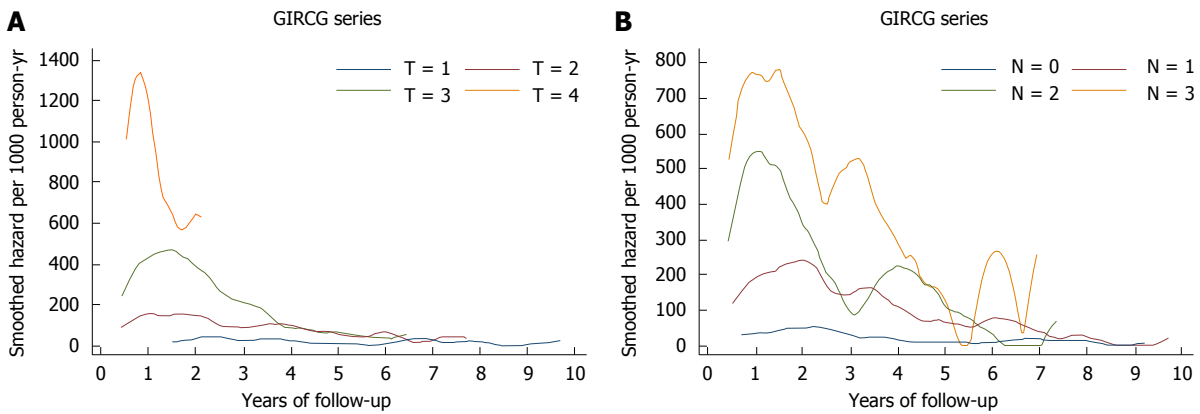 A
GIRCG series
Smoothed hazard per 1000 person-yr
1400
1200
1000
800
600
400
200
0
T = 1
T = 2
T = 3
T = 4
0 1 2 3 4 5 6 7 8 9 10
Years of follow-up
B
GIRCG series
Smoothed hazard per 1000 person-yr
800
700
600
500
400
300
200
100
0
N = 0
N = 1
N = 2
N = 3
0 1 2 3 4 5 6 7 8 9 10
Years of follow-up